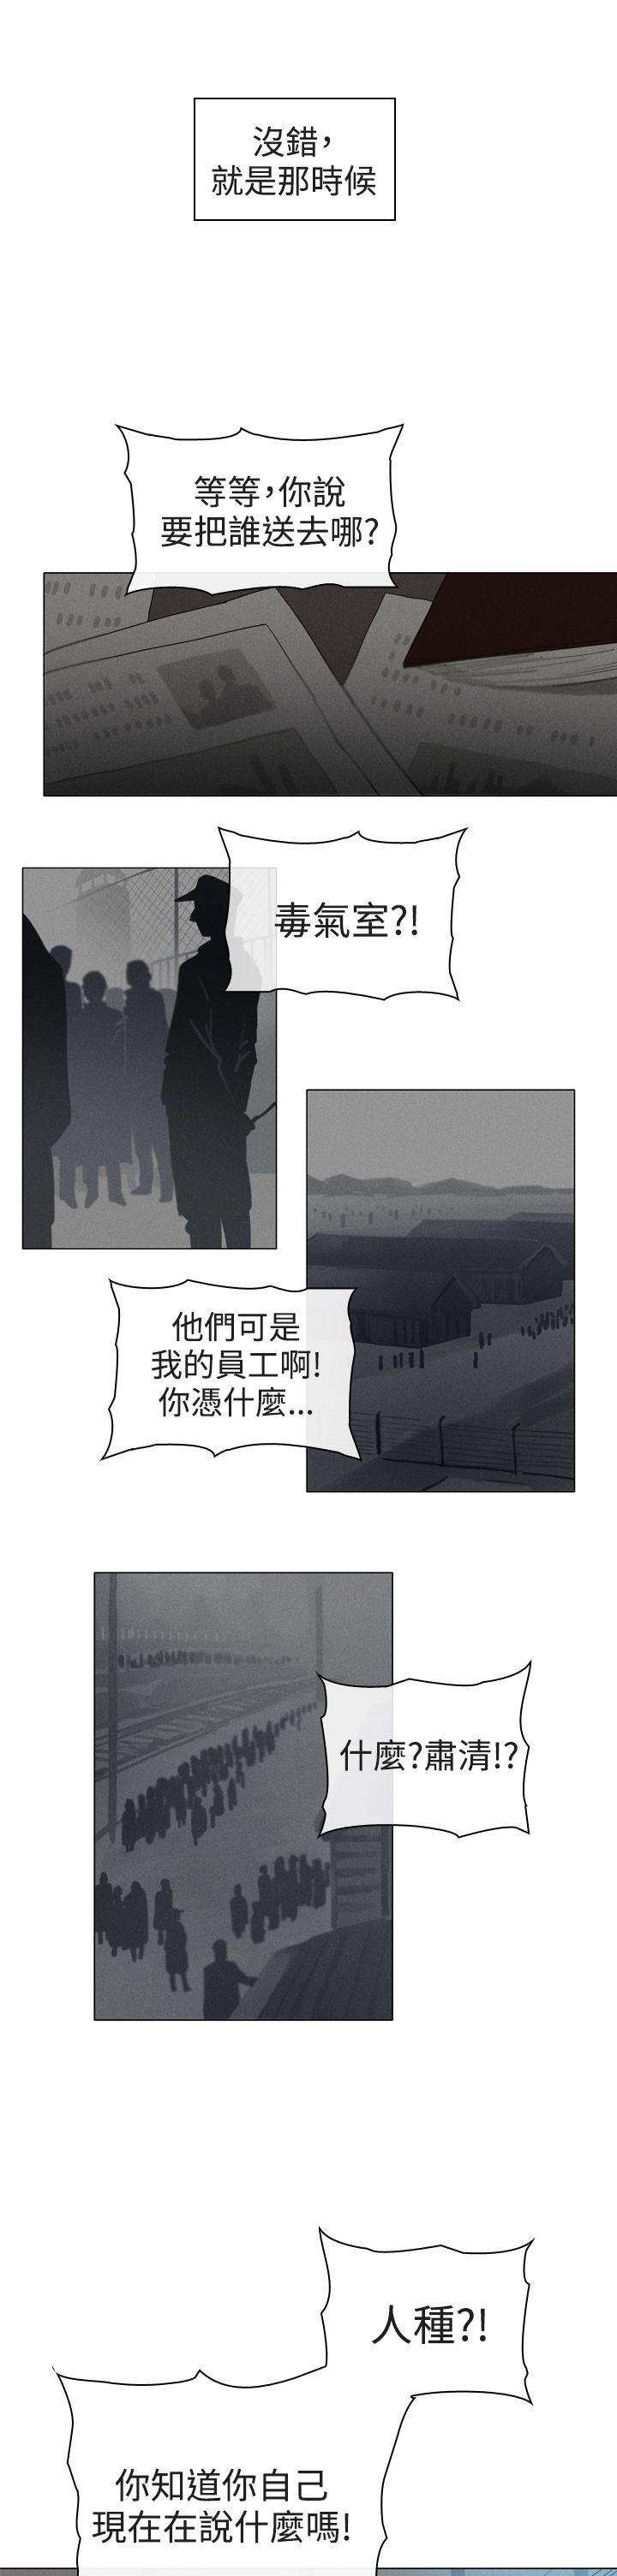 沒錯，
就是那時候
等等，你說
要把誰送去哪？
毒氣室?!
他們可是
我的員工啊!
你憑什麼...
什麼?肅清!?
人種?!
你知道你自己
現在在說什麼嗎!